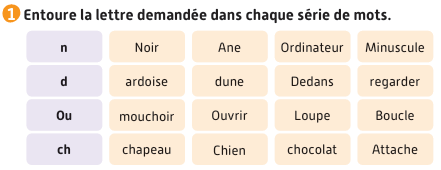 1 Entoure la lettre demandée dans chaque série de mots.
n Noir Ane Ordinateur Minuscule
d ardoise dune Dedans regarder
Ou mouchoir Ouvrir Loupe Boucle
ch chapeau Chien chocolat Attache